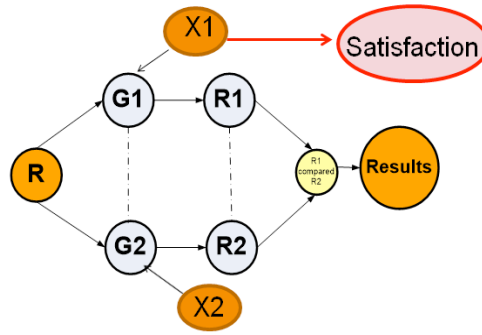 X1
Satisfaction
G1
R1
R
R1
compared
R2
Results
G2
R2
X2